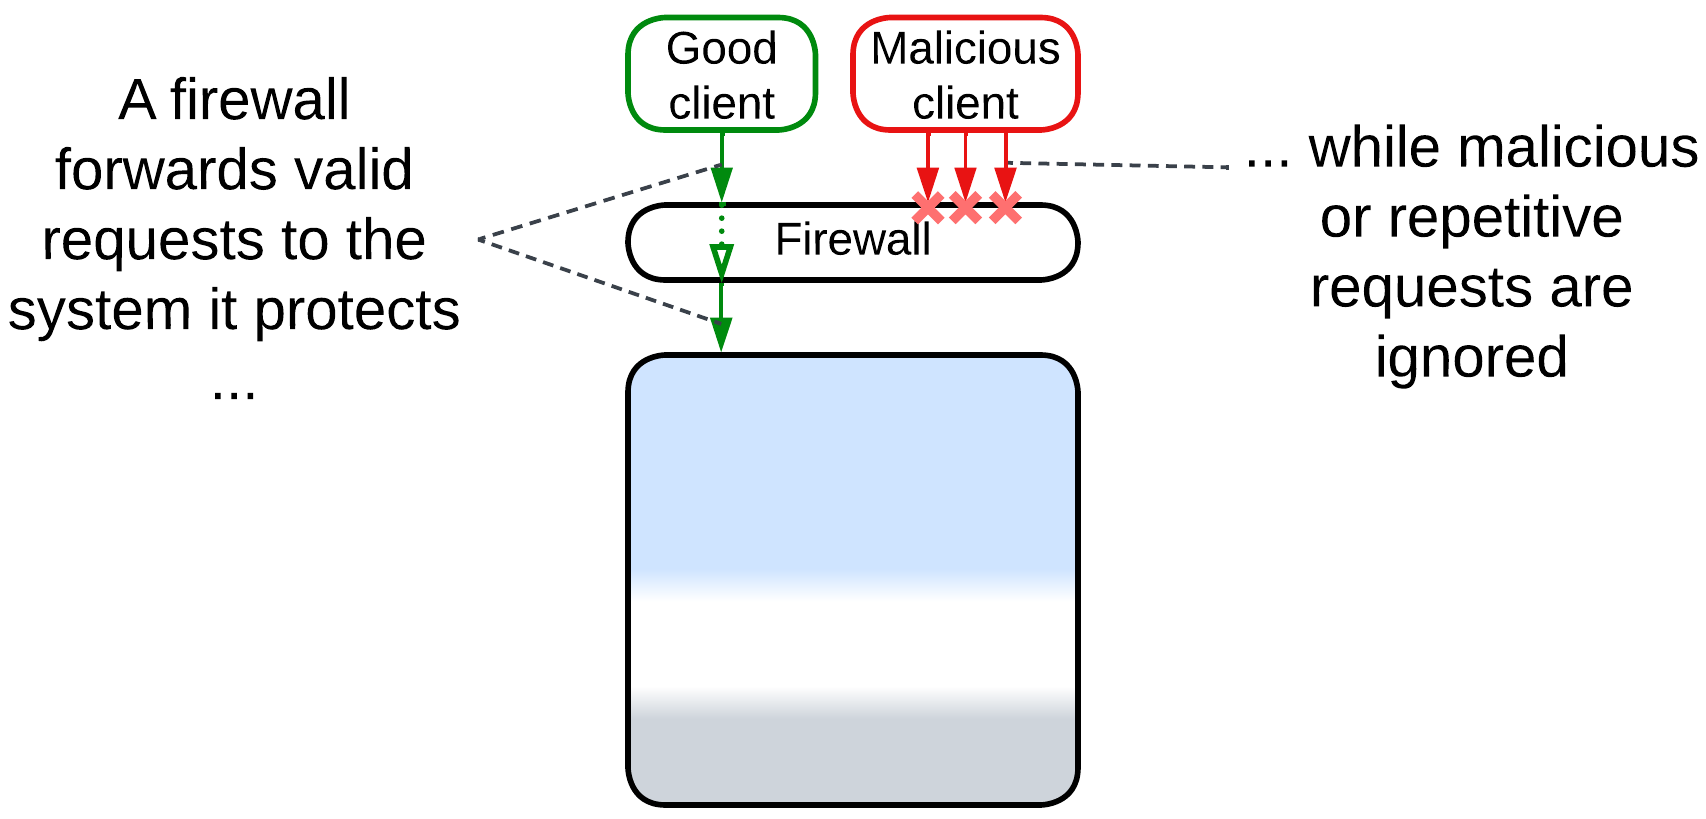 Good
client
Malicious
client
A firewall
forwards valid
requests to the
system it protects
...
... while malicious
or repetitive
requests are
ignored
Firewall